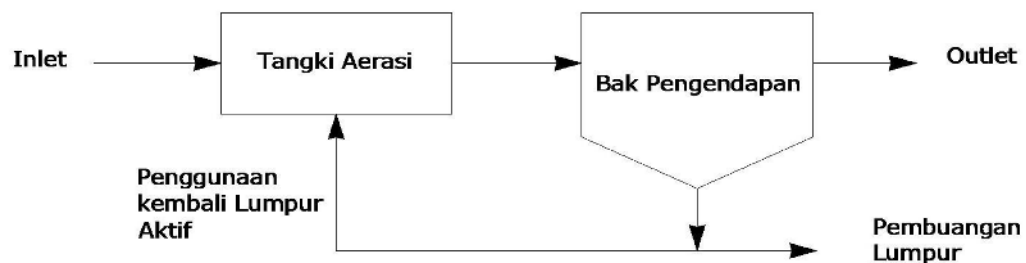 Inlet
Tangki Aerasi
Bak Pengendapan
Outlet
Penggunaan
kembali Lumpur
Aktif
Pembuangan
Lumpur